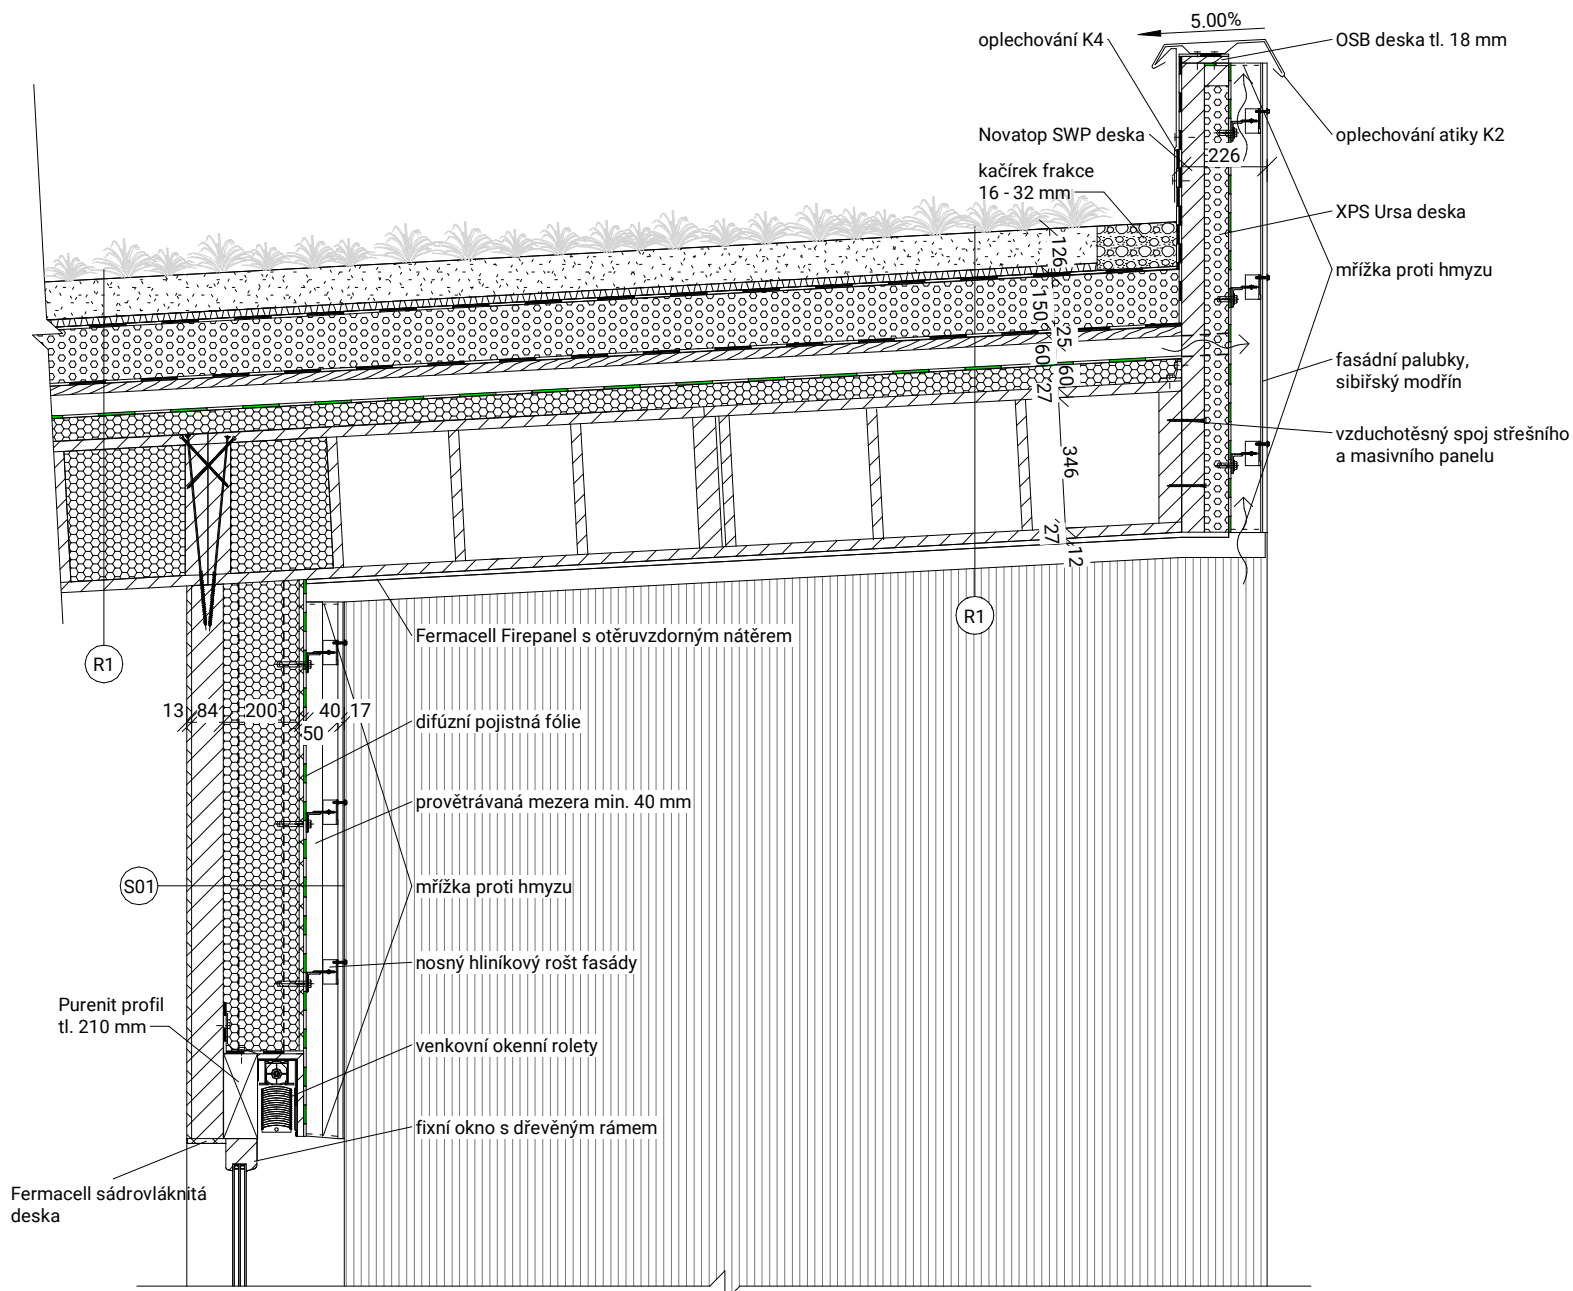 5.00%
oplechování K4
OSB deska tl. 18 mm
Novatop SWP deska
oplechování atiky K2
226
kačírek frakce
16 - 32 mm
XPS Ursa deska
mřížka proti hmyzu
126
150
25
60
60
27
fasádní palubky,
sibiřský modřín
vzduchotěsný spoj střešního
a masivního panelu
346
27
12
R1
R1
Fermacell Firepanel s otěruvzdorným nátěrem
13
84
200
40
17
50
difúzní pojistná fólie
provětrávaná mezera min. 40 mm
S01
mřížka proti hmyzu
nosný hliníkový rošt fasády
Purenit profil
tl. 210 mm
venkovní okenní rolety
fixní okno s dřevěným rámem
Fermacell sádrovláknitá
deska